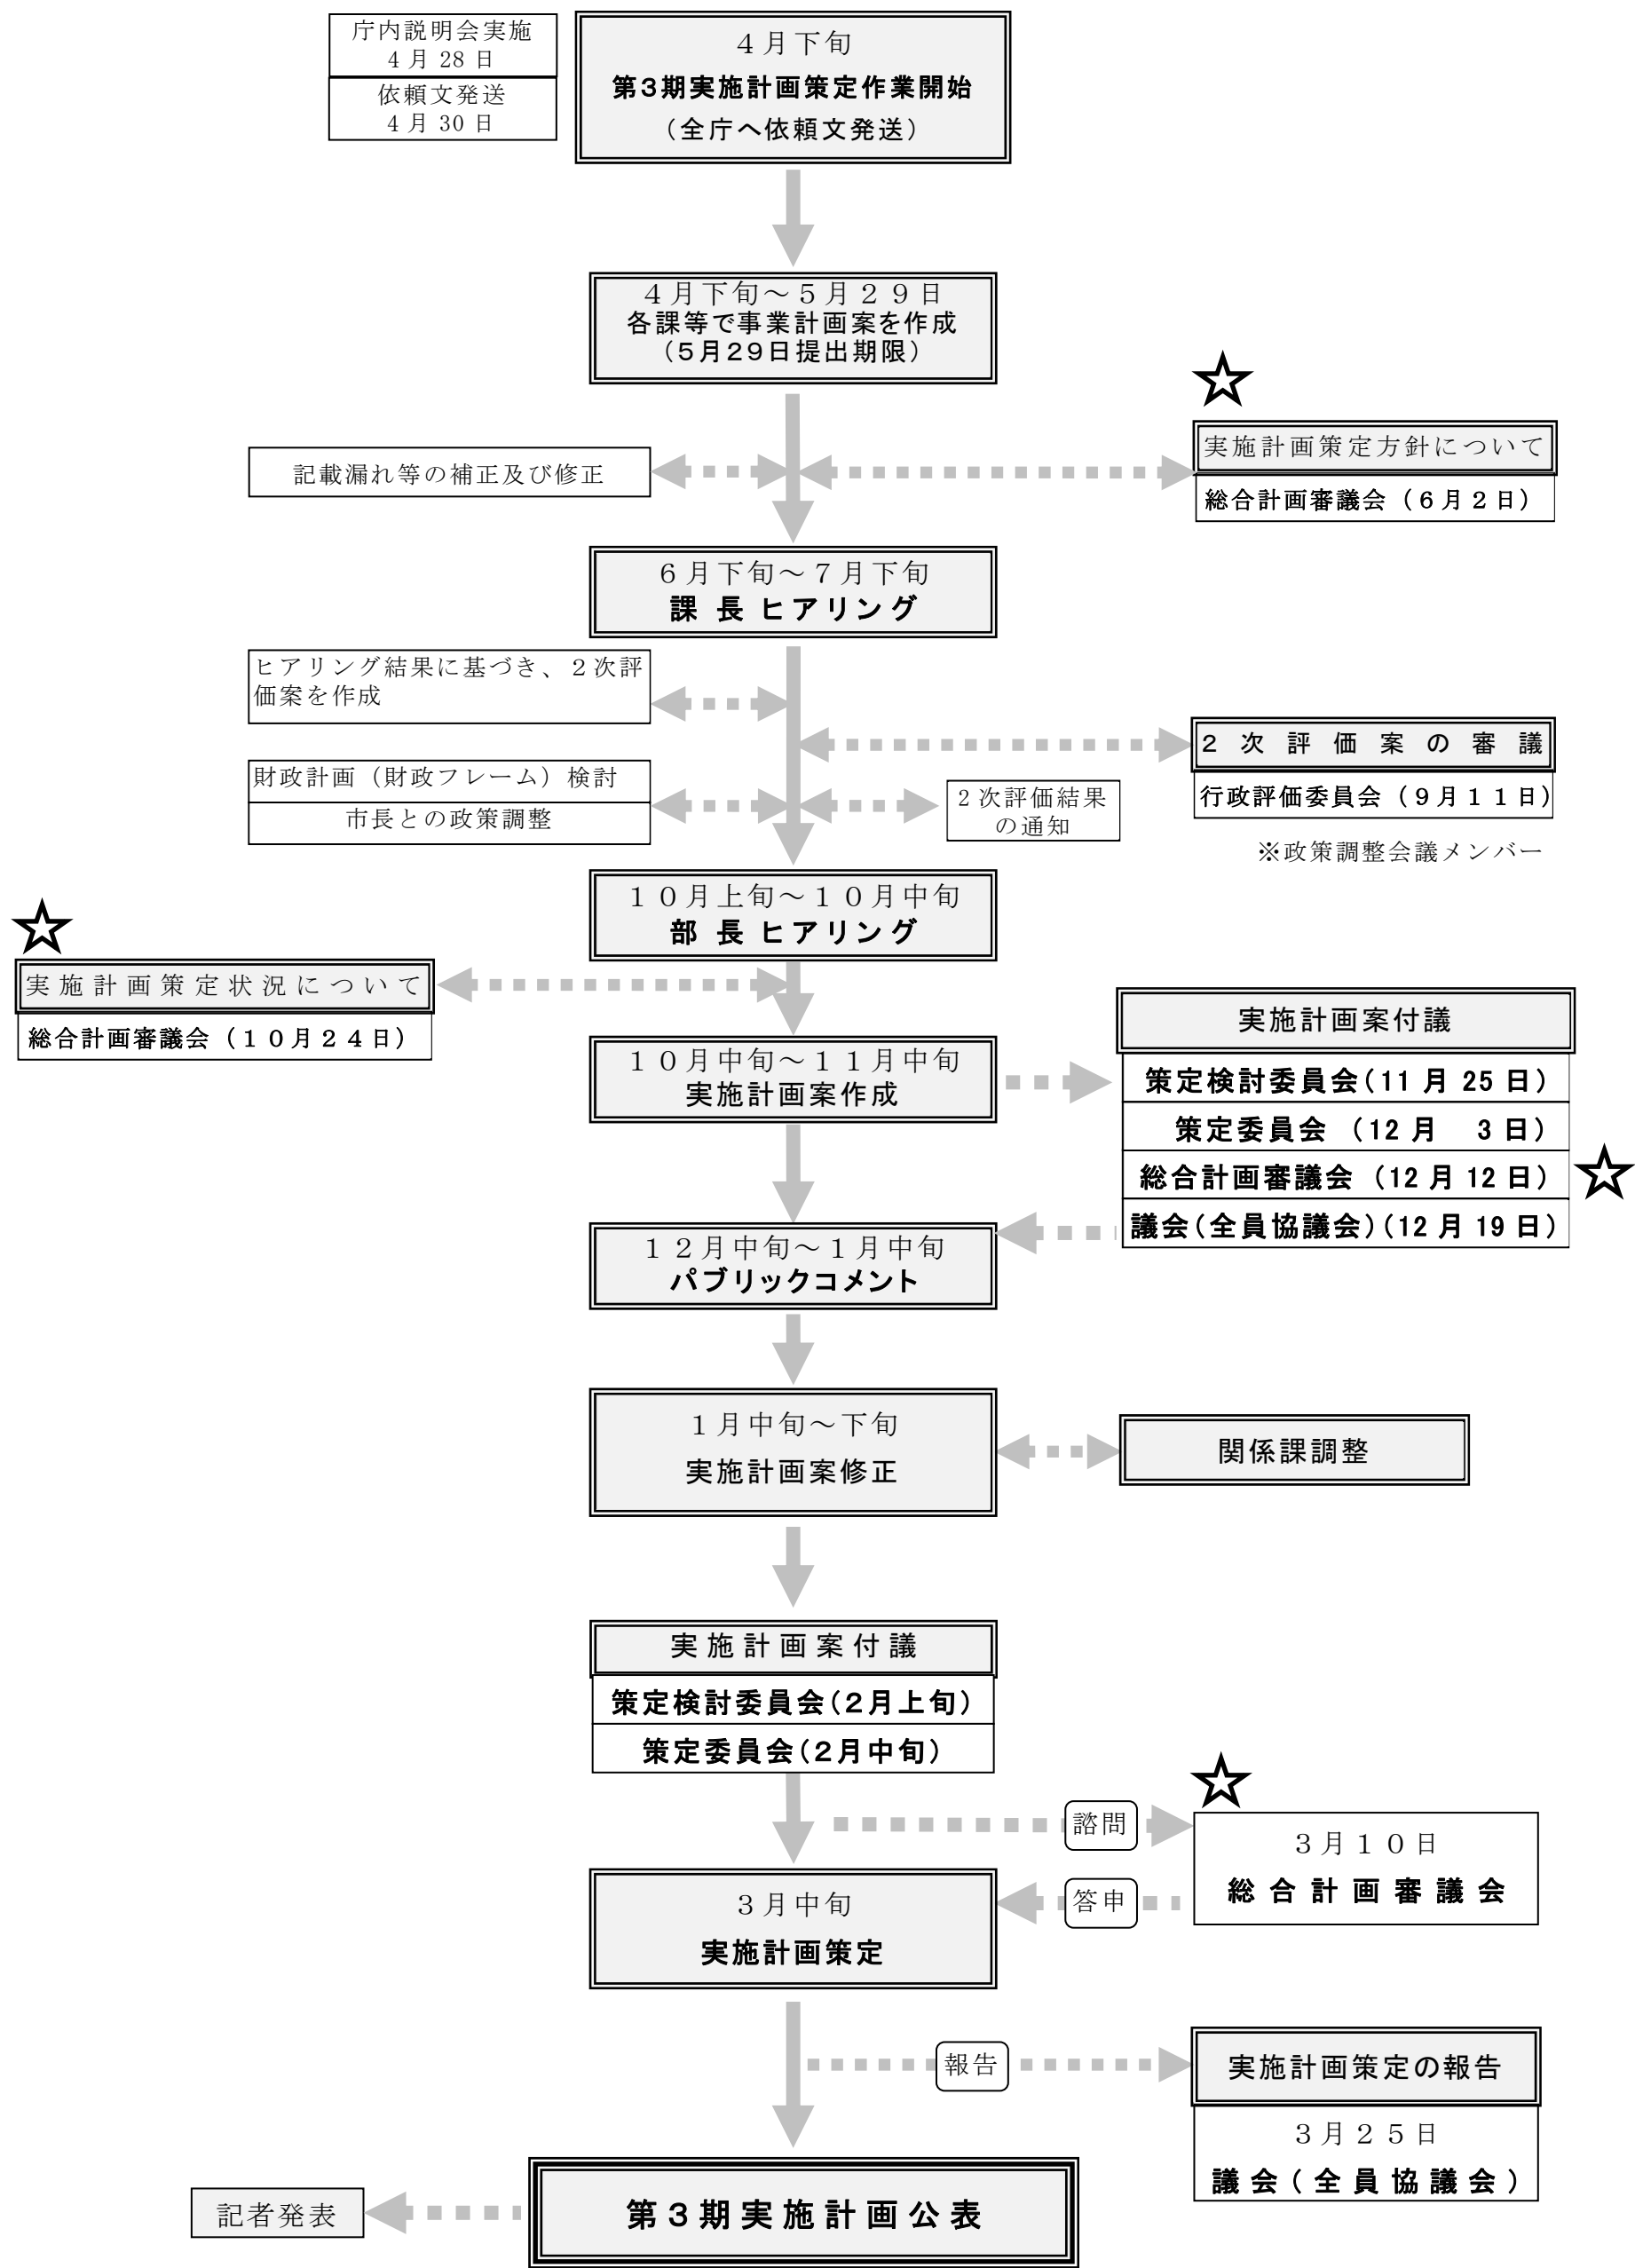 庁内説明会実施
4月28日
依頼文発送
4月30日
4月下旬
第3期実施計画策定作業開始
（全庁へ依頼文発送）
４月下旬～５月２９日
各課等で事業計画案を作成
（5月29日提出期限）
記載漏れ等の補正及び修正
実施計画策定方針について
総合計画審議会（６月２日）
６月下旬～７月下旬
課長ヒアリング
ヒアリング結果に基づき、２次評
価案を作成
２次評価案の審議
行政評価委員会（９月１１日）
※政策調整会議メンバー
財政計画（財政フレーム）検討
市長との政策調整
２次評価結果
の通知
１０月上旬～１０月中旬
部長ヒアリング
実施計画策定状況について
総合計画審議会（１０月２４日）
１０月中旬～１１月中旬
実施計画案作成
実施計画案付議
策定検討委員会（11月25日）
策定委員会（12月　3日）
総合計画審議会（12月12日）
議会（全員協議会）（12月19日）
１２月中旬～１月中旬
パブリックコメント
１月中旬～下旬
実施計画案修正
関係課調整
実施計画案付議
策定検討委員会（2月上旬）
策定委員会（2月中旬）
諮問
３月１０日
総合計画審議会
答申
３月中旬
実施計画策定
報告
実施計画策定の報告
３月２５日
議会（全員協議会）
記者発表
第３期実施計画公表